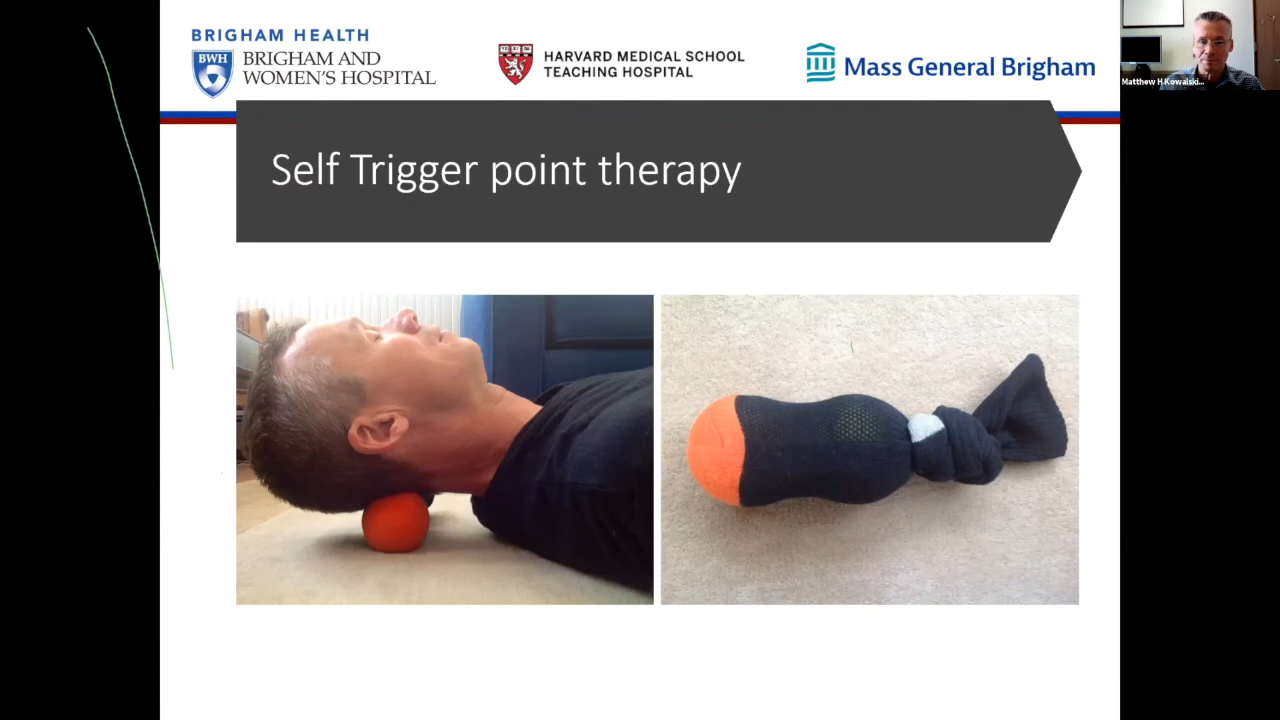 BRIGHAM HEALTH
BWH
BRIGHAM AND
WOMEN'S HOSPITAL
HARVARD MEDICAL SCHOOL
TEACHING HOSPITAL
Mass General Brigham
Matthew H Kowalski...
Self Trigger point therapy